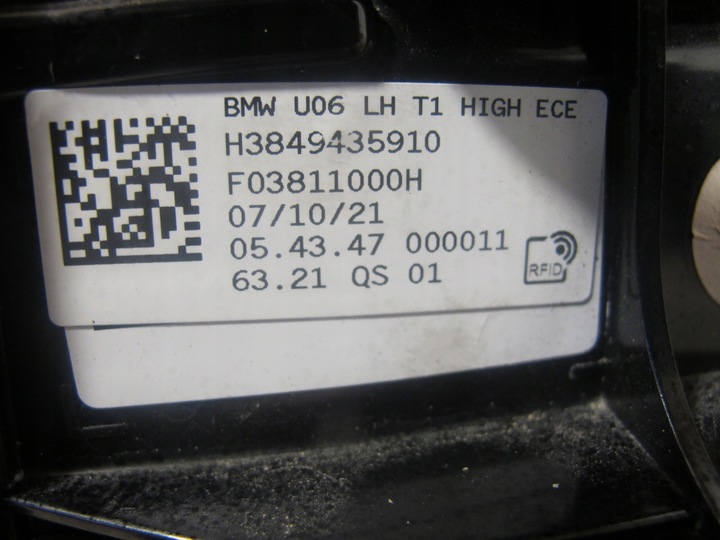 BMW U06 LH T1 HIGH ECE
H3849435910
F03811000H
07/10/21
05.43.47 000011
63.21 QS 01
RFID